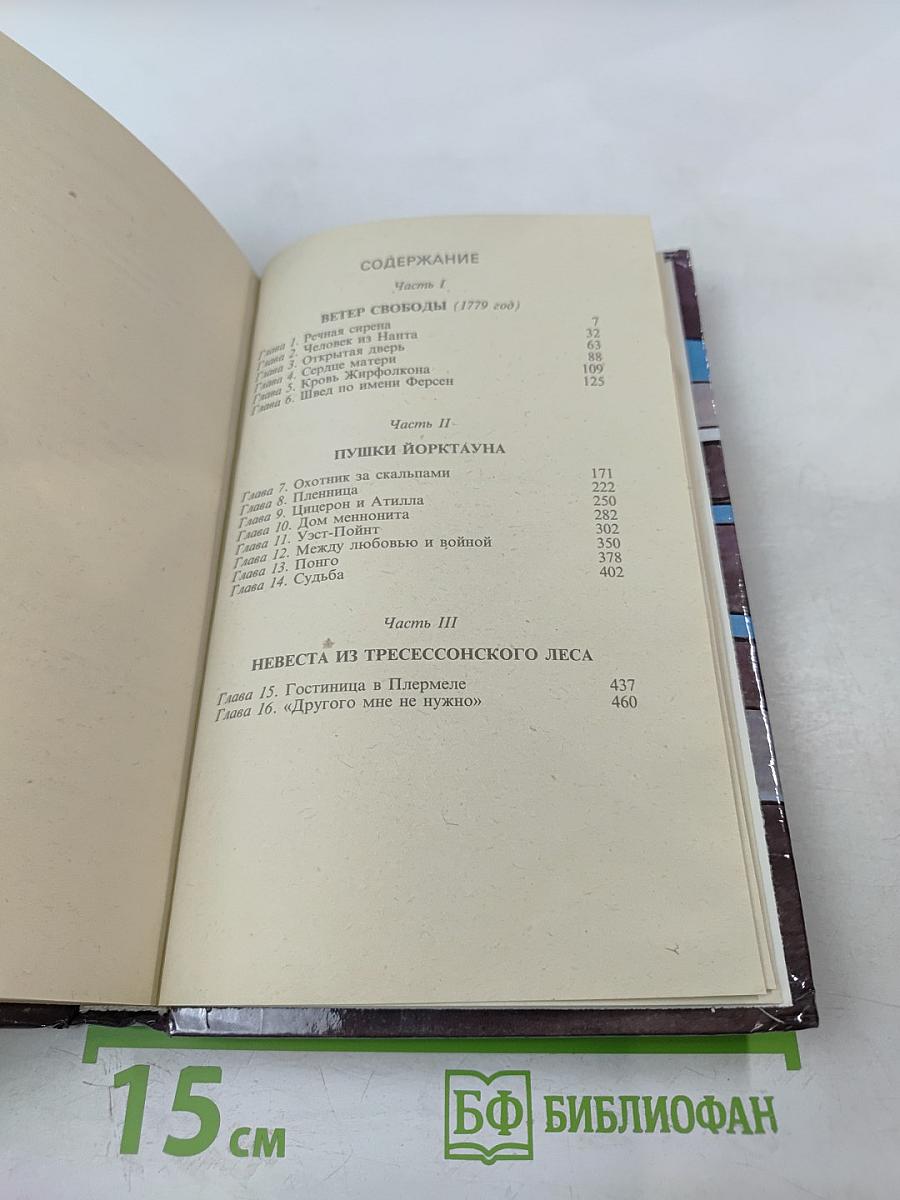 СОДЕРЖАНИЕ
Часть I
ВЕТЕР СВОБОДЫ (1779 год)
Глава 1. Речная сирена 7
Глава 2. Человек из Нанта 32
Глава 3. Открытая дверь 63
Глава 4. Сердце матери 88
Глава 5. Кровь Жирфолкона 109
Глава 6. Швед по имени Ферсен 125
Часть II
ПУШКИ ЙОРКТАУНА
Глава 7. Охотник за скальпами 171
Глава 8. Пленница 222
Глава 9. Цицерон и Атилла 250
Глава 10. Дом меннонита 282
Глава 11. Уэст-Пойнт 302
Глава 12. Между любовью и войной 350
Глава 13. Понго 378
Глава 14. Судьба 402
Часть III
НЕВЕСТА ИЗ ТРЕСЕССОНСКОГО ЛЕСА
Глава 15. Гостиница в Плермеле 437
Глава 16. «Другого мне не нужно» 460
15 см
БФ БИБЛИОФАН